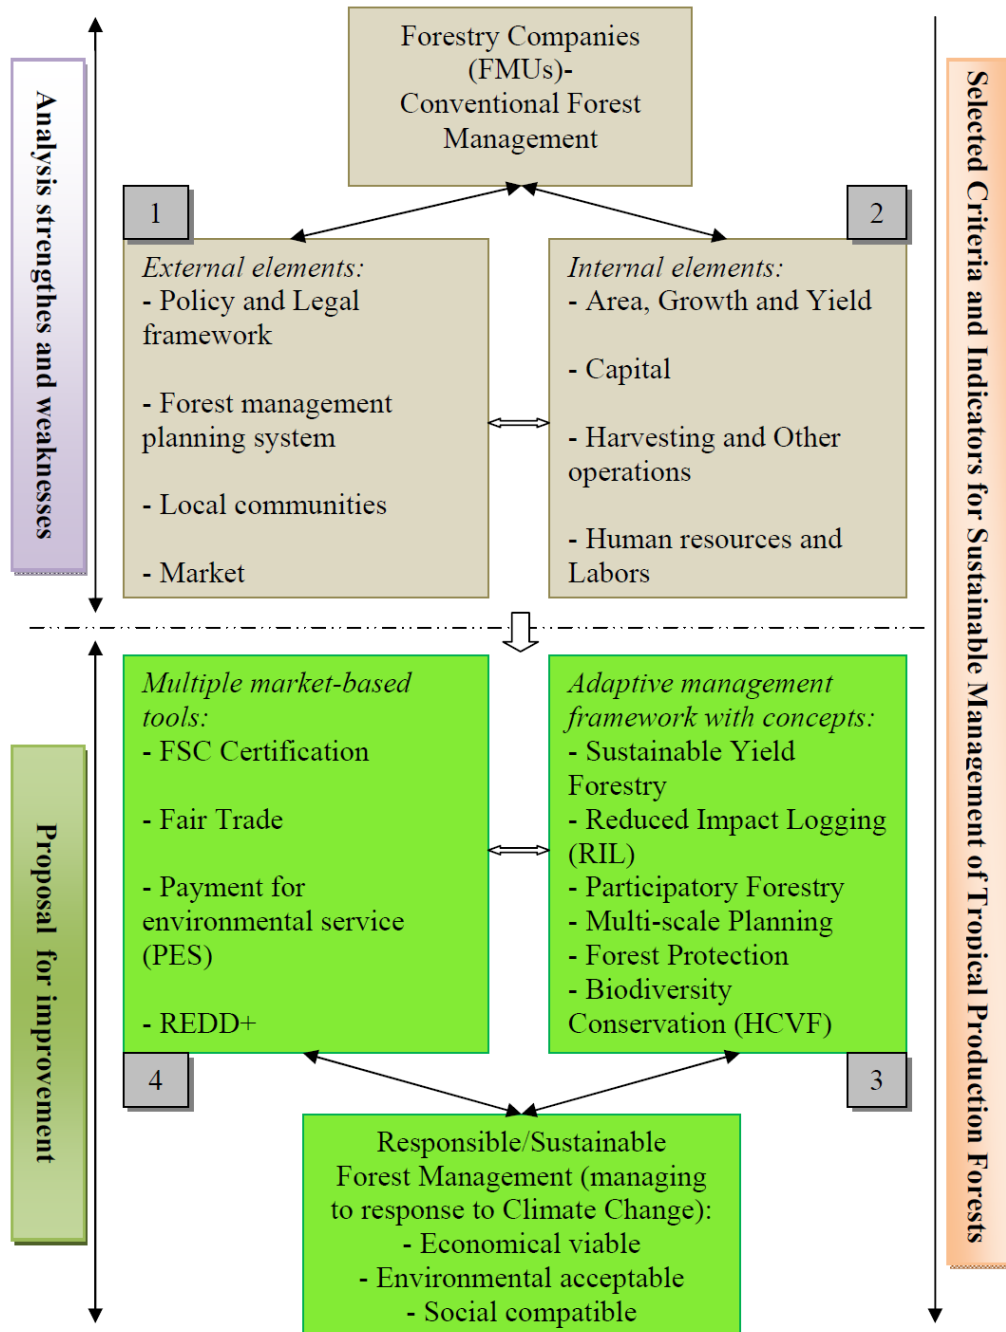 Forestry Companies
(FMUs)-
Conventional Forest
Management
Analysis strengthes and weaknesses
1
External elements:
- Policy and Legal
framework
- Forest management
planning system
- Local communities
- Market
2
Internal elements:
- Area, Growth and Yield
- Capital
- Harvesting and Other
operations
- Human resources and
Labors
Selected Criteria and Indicators for Sustainable Management of Tropical Production Forests
Proposal for improvement
Multiple market-based
tools:
- FSC Certification
- Fair Trade
- Payment for
environmental service
(PES)
- REDD+
4
Adaptive management
framework with concepts:
- Sustainable Yield
Forestry
- Reduced Impact Logging
(RIL)
- Participatory Forestry
- Multi-scale Planning
- Forest Protection
- Biodiversity
Conservation (HCVF)
3
Responsible/Sustainable
Forest Management (managing
to response to Climate Change):
- Economical viable
- Environmental acceptable
- Social compatible